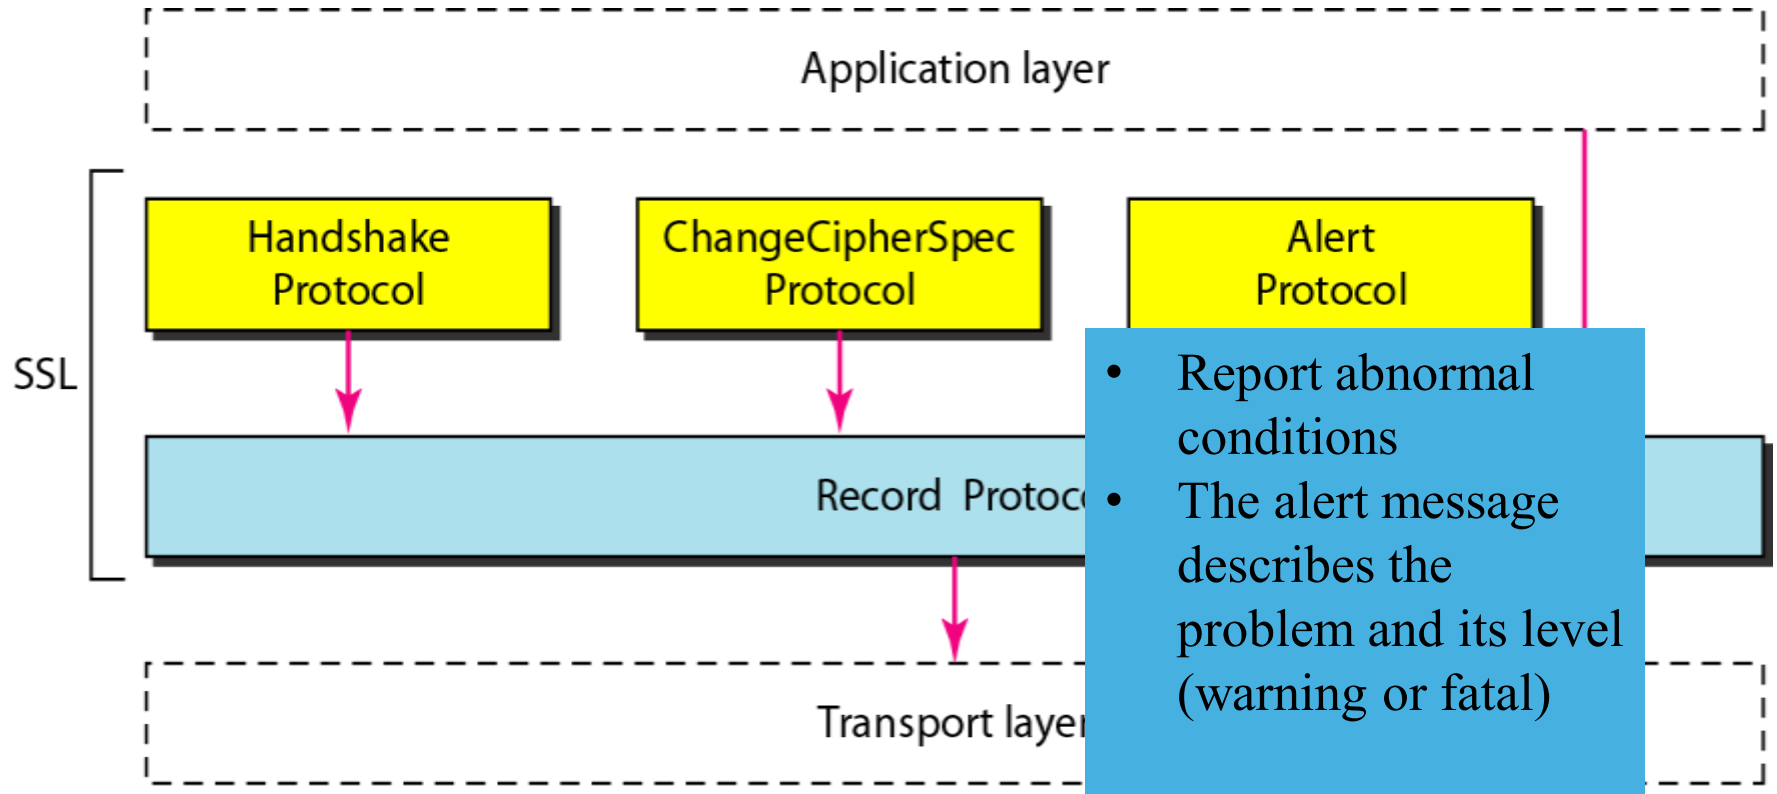 Application layer
Handshake
Protocol
ChangeCipherSpec
Protocol
Alert
Protocol
SSL
Record Protoco
Transport layer
• Report abnormal
conditions
• The alert message
describes the
problem and its level
(warning or fatal)